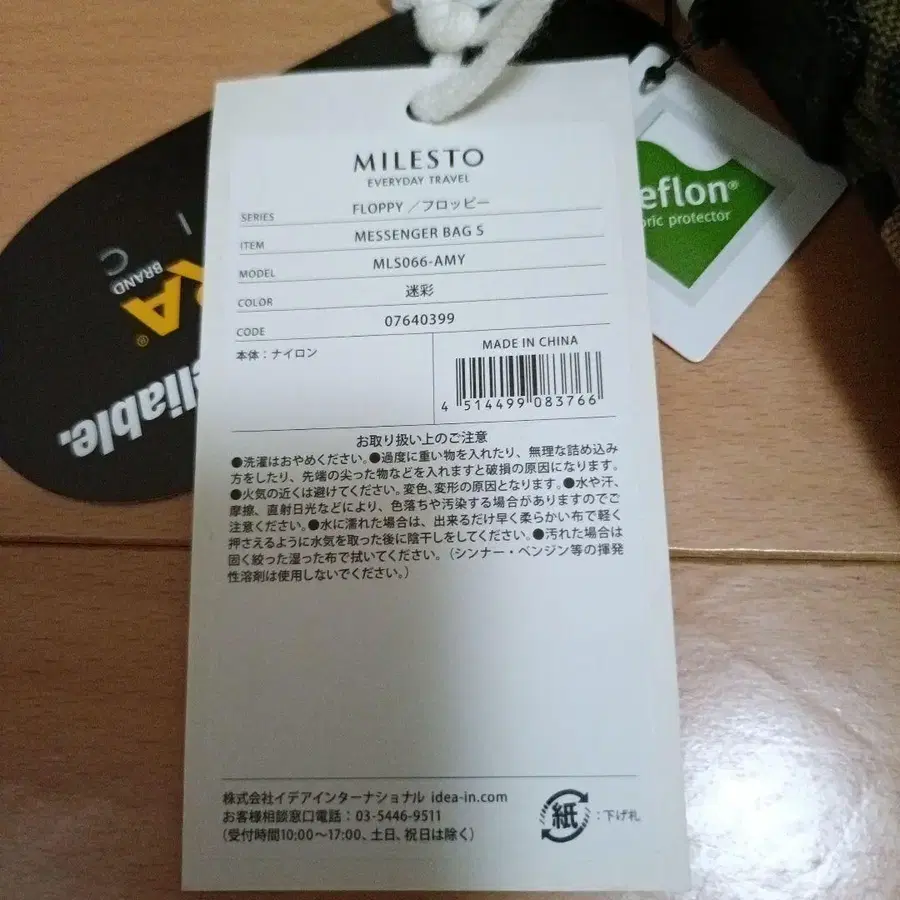 MILESTO
EVERYDAY TRAVEL
SERIES FLOPPY／フロッピー
ITEM MESSENGER BAG S
MODEL MLS066-AMY
COLOR 迷彩
CODE 07640399
本体：ナイロン
MADE IN CHINA
4 514499 083766
お取り扱い上のご注意
●洗濯はおやめください。●過度に重い物を入れたり、無理な詰め込み
方をしたり、先端の尖った物などを入れますと破損の原因になります。
●火気の近くは避けてください。変色、変形の原因となります。●水や汗、
摩擦、直射日光などにより、色落ちや汚染する場合がありますのでご
注意ください。●水に濡れた場合は、出来るだけ早く柔らかい布で軽く
押さえるように水気を取った後に陰干しをしてください。●汚れた場合は
固く絞った湿った布で拭いてください。（シンナー・ベンジン等の揮発
性溶剤は使用しないでください。）
株式会社イデアインターナショナル idea-in.com
お客様相談窓口電話：03-5446-9511
（受付時間10:00～17:00、土日、祝日は除く）
紙：下げ札
eflon®
ric protector
RA®
BRAND
I C
eliable.